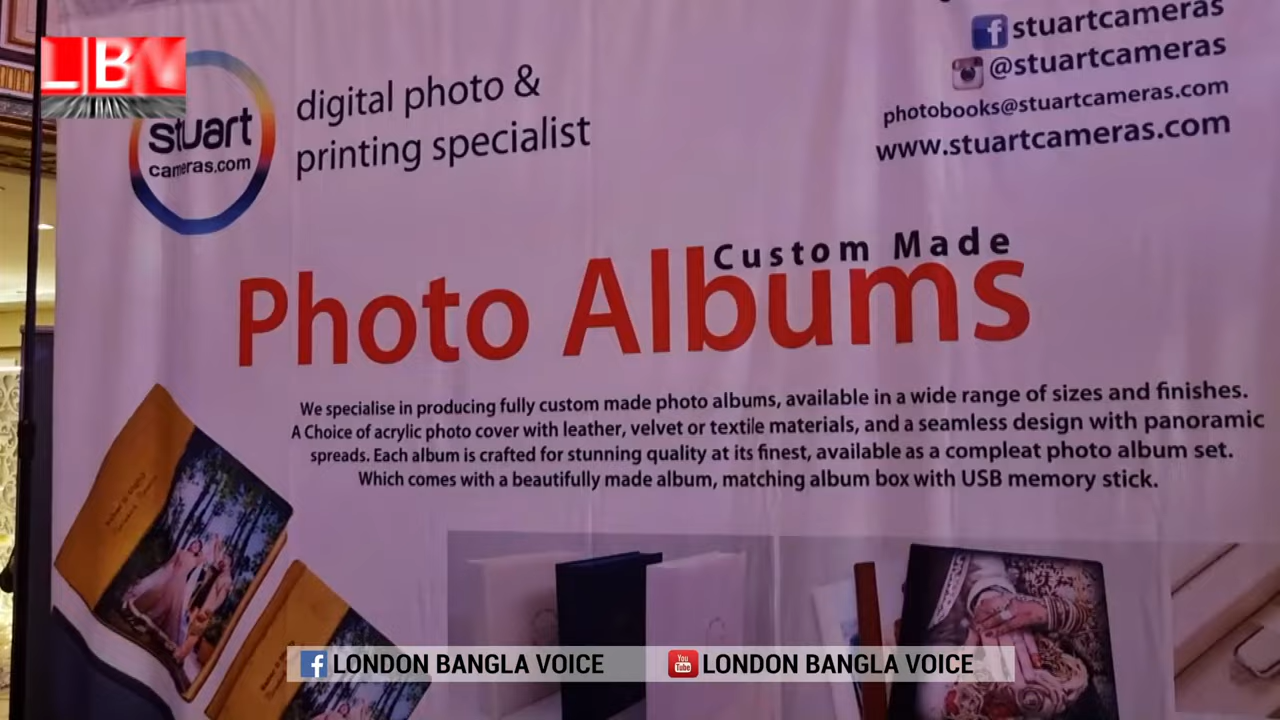 LBV
stuart
cameras.com
digital photo &
printing specialist
stuartcameras
@stuartcameras
photobooks@stuartcameras.com
www.stuartcameras.com
Custom Made
Photo Albums
We specialise in producing fully custom made photo albums, available in a wide range of sizes and finishes.
A Choice of acrylic photo cover with leather, velvet or textile materials, and a seamless design with panoramic
spreads. Each album is crafted for stunning quality at its finest, available as a compleat photo album set.
Which comes with a beautifully made album, matching album box with USB memory stick.
LONDON BANGLA VOICE
You
Tube
LONDON BANGLA VOICE